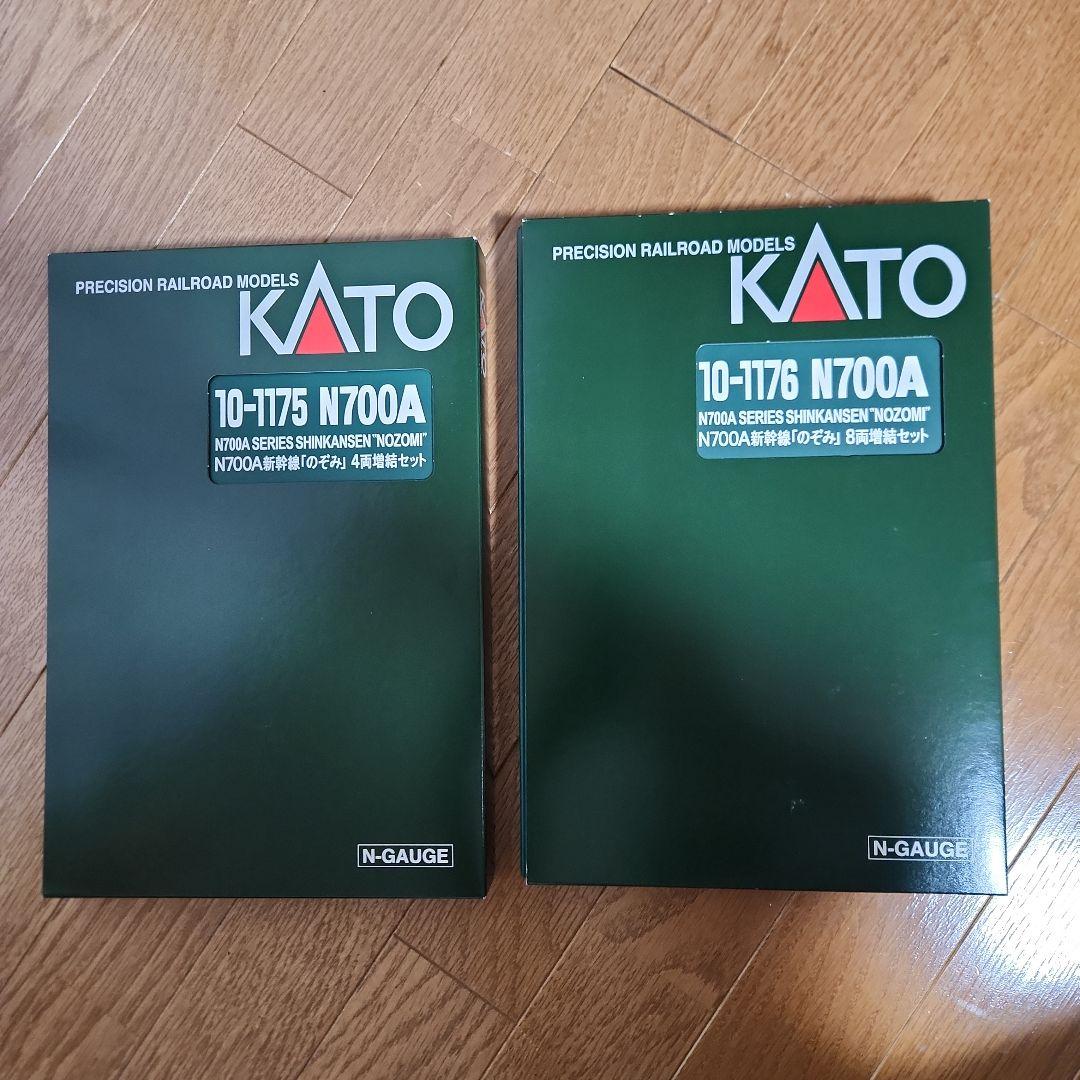 PRECISION RAILROAD MODELS
KATO
10-1175 N700A
N700A SERIES SHINKANSEN "NOZOMI"
N700A新幹線「のぞみ」 4両増結セット
N-GAUGE
PRECISION RAILROAD MODELS
KATO
10-1176 N700A
N700A SERIES SHINKANSEN "NOZOMI"
N700A新幹線「のぞみ」 8両増結セット
N-GAUGE